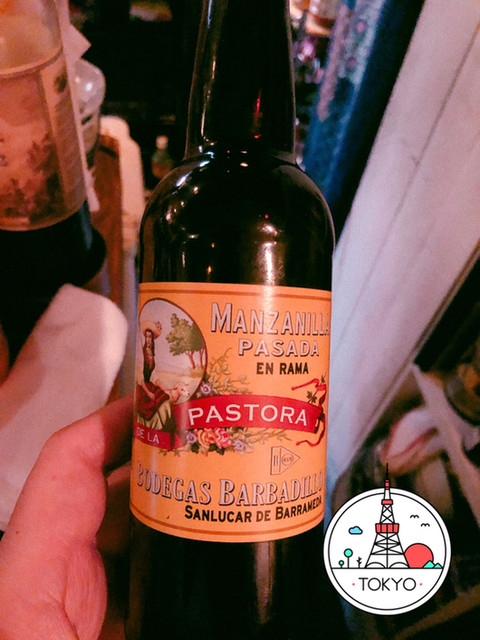 MANZANILLA
PASADA
EN RAMA
DE LA
PASTORA
BODEGAS BARBADILLO
SANLUCAR DE BARRAMEDA
TOKYO